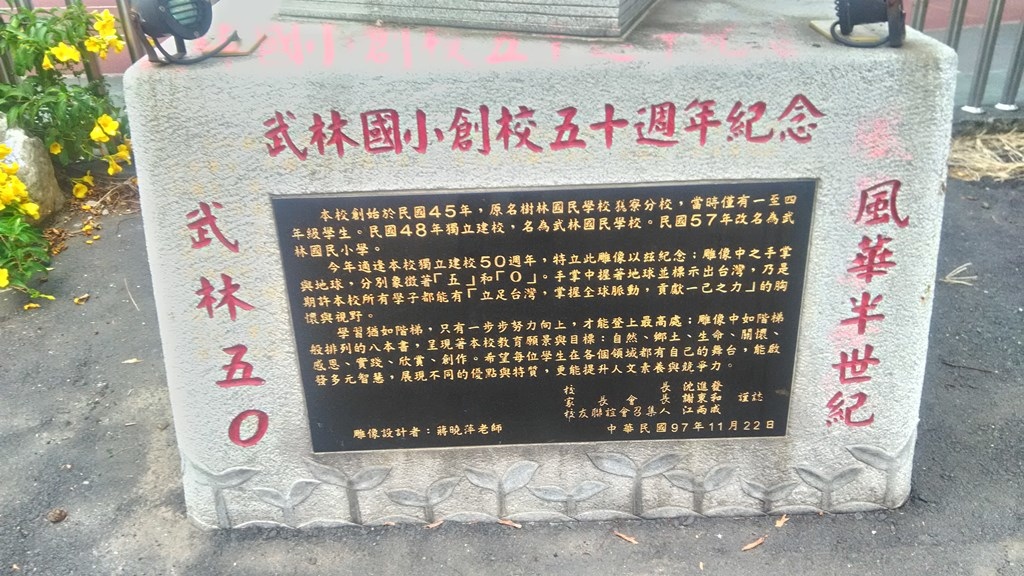 武林國小創校五十週年紀念
武林五0
風華半世紀
本校創始於民國45年，原名樹林國民學校猐寮分校，當時僅有一至四
年級學生。民國48年獨立建校，名為武林國民學校。民國57年改名為武
林國民小學。
今年適逢本校獨立建校50週年，特立此雕像以茲紀念；雕像中之手掌
與地球，分別象徵著「五」和「0」。手掌中握著地球並標示出台灣，乃是
期許本校所有學子都能有「立足台灣，掌握全球脈動，貢獻一己之力」的胸
懷與視野。
學習猶如階梯，只有一步步努力向上，才能登上最高處；雕像中如階梯
般排列的八本書，呈現著本校教育願景與目標：自然、鄉土、生命、關懷、
感恩、實踐、欣賞、創作。希望每位學生在各個領域都有自己的舞台，能啟
發多元智慧，展現不同的優點與特質，更能提升人文素養與競爭力。
校長 沈進發
家長會長 謝東和 謹誌
校友聯誼會召集人 江兩成
雕像設計者：蔣曉萍老師
中華民國97年11月22日